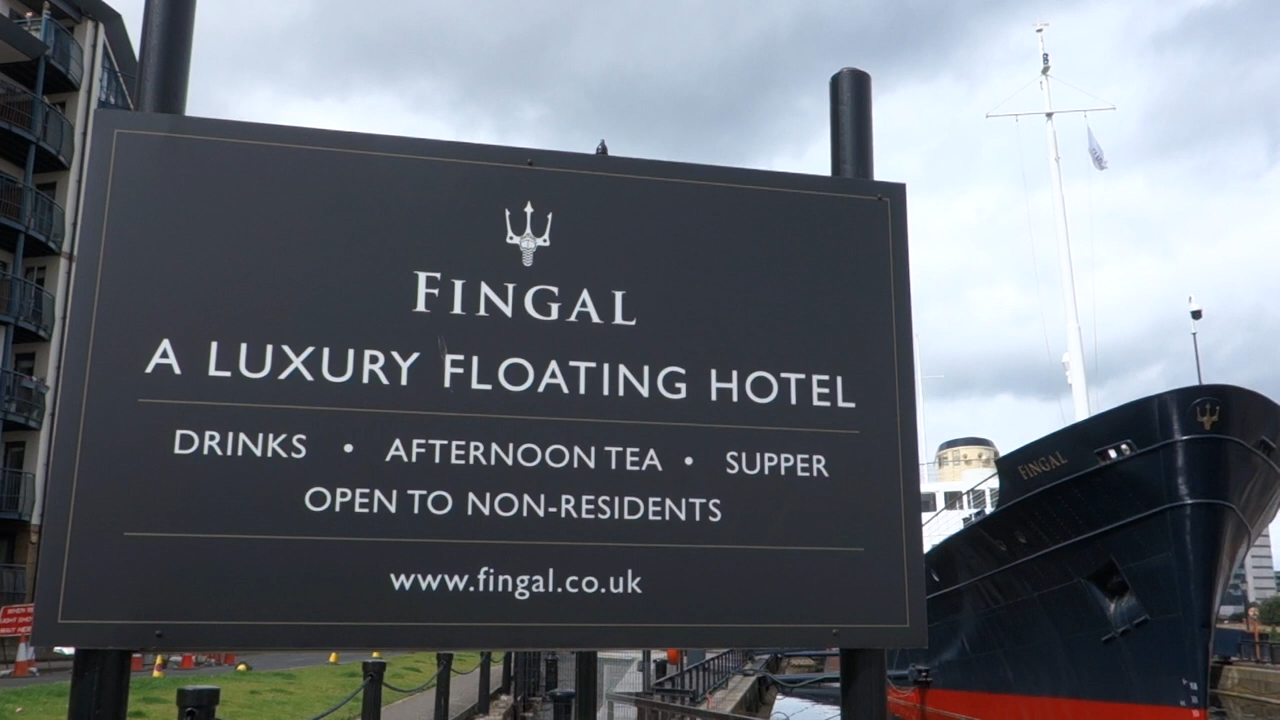 FINGAL
A LUXURY FLOATING HOTEL
DRINKS • AFTERNOON TEA • SUPPER
OPEN TO NON-RESIDENTS
www.fingal.co.uk
FINGAL